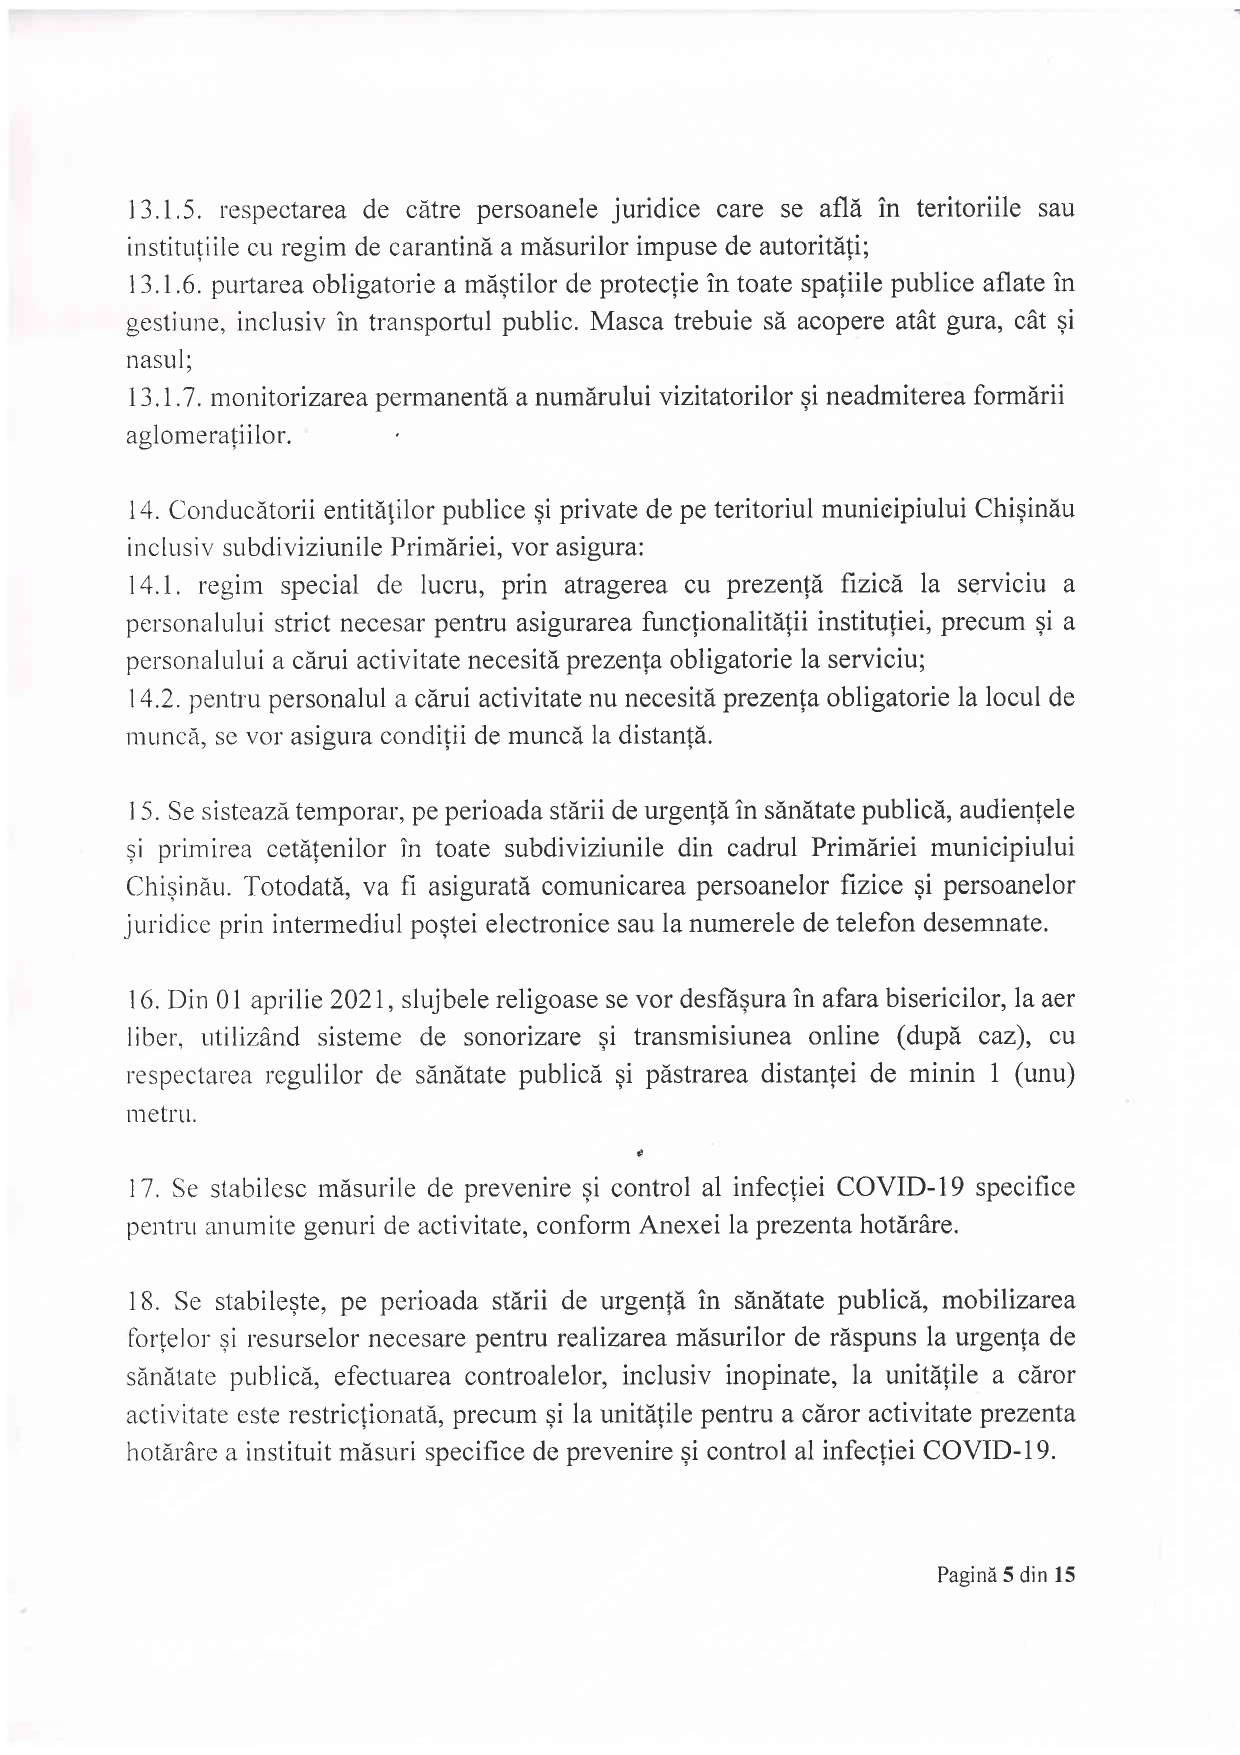 13.1.5. respectarea de către persoanele juridice care se află în teritoriile sau
instituțiile cu regim de carantină a măsurilor impuse de autorități;
13.1.6. purtarea obligatorie a măștilor de protecție în toate spațiile publice aflate în
gestiune, inclusiv în transportul public. Masca trebuie să acopere atât gura, cât și
nasul;
13.1.7. monitorizarea permanentă a numărului vizitatorilor și neadmiterea formării
aglomerațiilor.
14. Conducătorii entităților publice și private de pe teritoriul municipiului Chișinău
inclusiv subdiviziunile Primăriei, vor asigura:
14.1. regim special de lucru, prin atragerea cu prezență fizică la serviciu a
personalului strict necesar pentru asigurarea funcționalității instituției, precum și a
personalului a cărui activitate necesită prezența obligatorie la serviciu;
14.2. pentru personalul a cărui activitate nu necesită prezența obligatorie la locul de
muncă, se vor asigura condiții de muncă la distanță.
15. Se sistează temporar, pe perioada stării de urgență în sănătate publică, audiențele
și primirea cetățenilor în toate subdiviziunile din cadrul Primăriei municipiului
Chișinău. Totodată, va fi asigurată comunicarea persoanelor fizice și persoanelor
juridice prin intermediul poștei electronice sau la numerele de telefon desemnate.
16. Din 01 aprilie 2021, slujbele religoase se vor desfășura în afara bisericilor, la aer
liber, utilizând sisteme de sonorizare și transmisiunea online (după caz), cu
respectarea regulilor de sănătate publică și păstrarea distanței de minin 1 (unu)
metru.
17. Se stabilesc măsurile de prevenire și control al infecției COVID-19 specifice
pentru anumite genuri de activitate, conform Anexei la prezenta hotărâre.
18. Se stabilește, pe perioada stării de urgență în sănătate publică, mobilizarea
forțelor și resurselor necesare pentru realizarea măsurilor de răspuns la urgența de
sănătate publică, efectuarea controalelor, inclusiv inopinate, la unitățile a căror
activitate este restricționată, precum și la unitățile pentru a căror activitate prezenta
hotărâre a instituit măsuri specifice de prevenire și control al infecției COVID-19.
Pagină 5 din 15